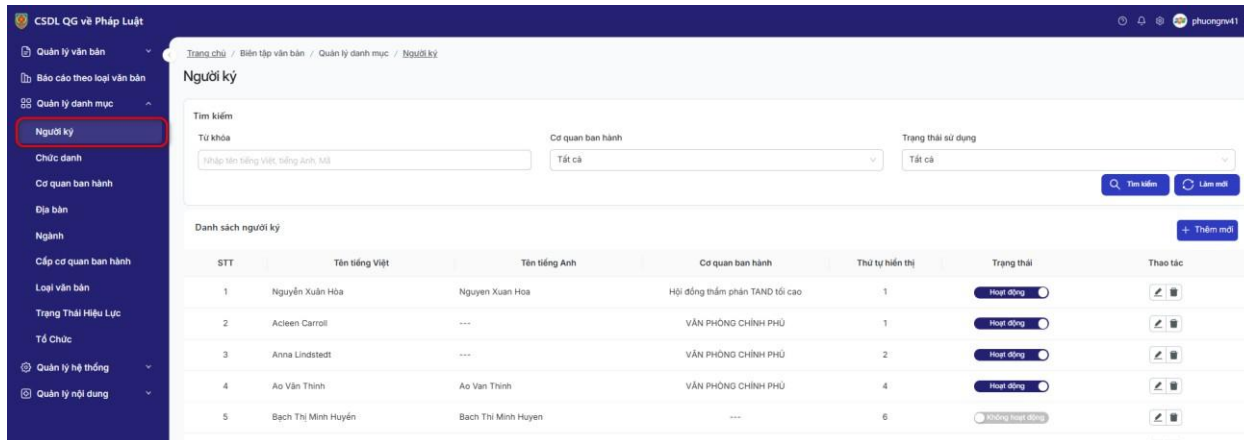 CSDL QG về Pháp Luật
phuongnv41
Quản lý văn bản
Báo cáo theo loại văn bản
Quản lý danh mục
Người ký
Chức danh
Cơ quan ban hành
Địa bàn
Ngành
Cấp cơ quan ban hành
Loại văn bản
Trạng Thái Hiệu Lực
Tổ Chức
Quản lý hệ thống
Quản lý nội dung
Trang chủ / Biên tập văn bản / Quản lý danh mục / Người ký
Người ký
Tìm kiếm
Từ khóa Cơ quan ban hành Trạng thái sử dụng
Nhập tên tiếng Việt, tiếng Anh, Mã Tất cả Tất cả
Tìm kiếm Làm mới
Danh sách người ký + Thêm mới
STT Tên tiếng Việt Tên tiếng Anh Cơ quan ban hành Thứ tự hiển thị Trạng thái Thao tác
1 Nguyễn Xuân Hòa Nguyen Xuan Hoa Hội đồng thẩm phán TAND tối cao 1 Hoạt động
2 Acleen Carroll --- VĂN PHÒNG CHÍNH PHỦ 1 Hoạt động
3 Anna Lindstedt --- VĂN PHÒNG CHÍNH PHỦ 2 Hoạt động
4 Ao Văn Thinh Ao Van Thinh VĂN PHÒNG CHÍNH PHỦ 4 Hoạt động
5 Bạch Thị Minh Huyền Bach Thi Minh Huyen --- 6 Không hoạt động